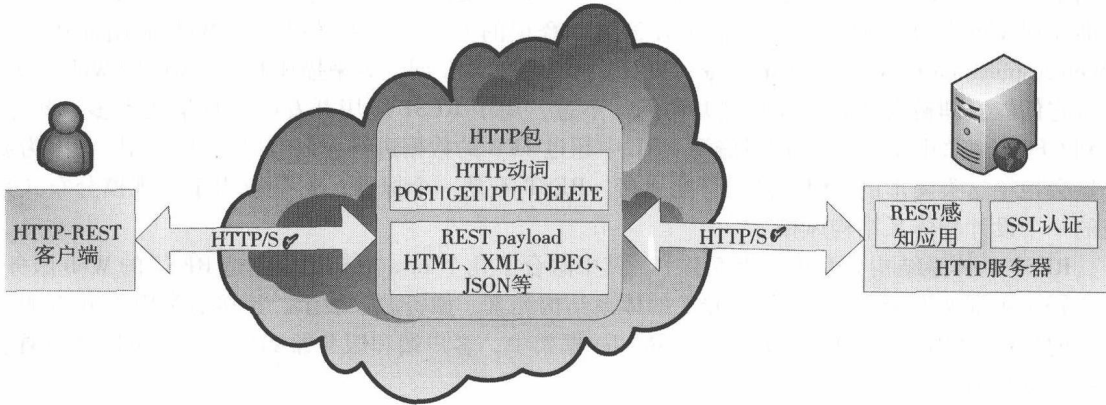 HTTP包
HTTP动词
POST|GET|PUT|DELETE
HTTP-REST
客户端
HTTP/S
REST payload
HTML、XML、JPEG、
JSON等
HTTP/S
REST感
知应用
SSL认证
HTTP服务器